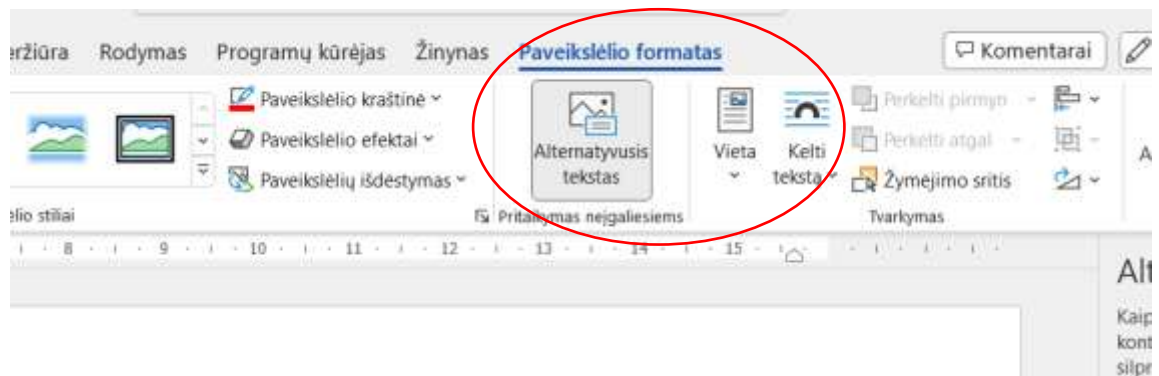 eržiūra Rodymas Programų kūrėjas Žinynas Paveikslėlio formatas Komentarai
Paveikslėlio kraštinė
Paveikslėlio efektai
Paveikslėlių išdėstymas
Alternatyvusis
tekstas
Vieta
Kelti
tekstą
Perkelti pirmyn
Perkelti atgal
Žymėjimo sritis
A
elio stiliai Pritaikymas neįgaliesiems Tvarkymas
8 9 10 11 12 13 14 15
Alt
Kaip
kont
silpr